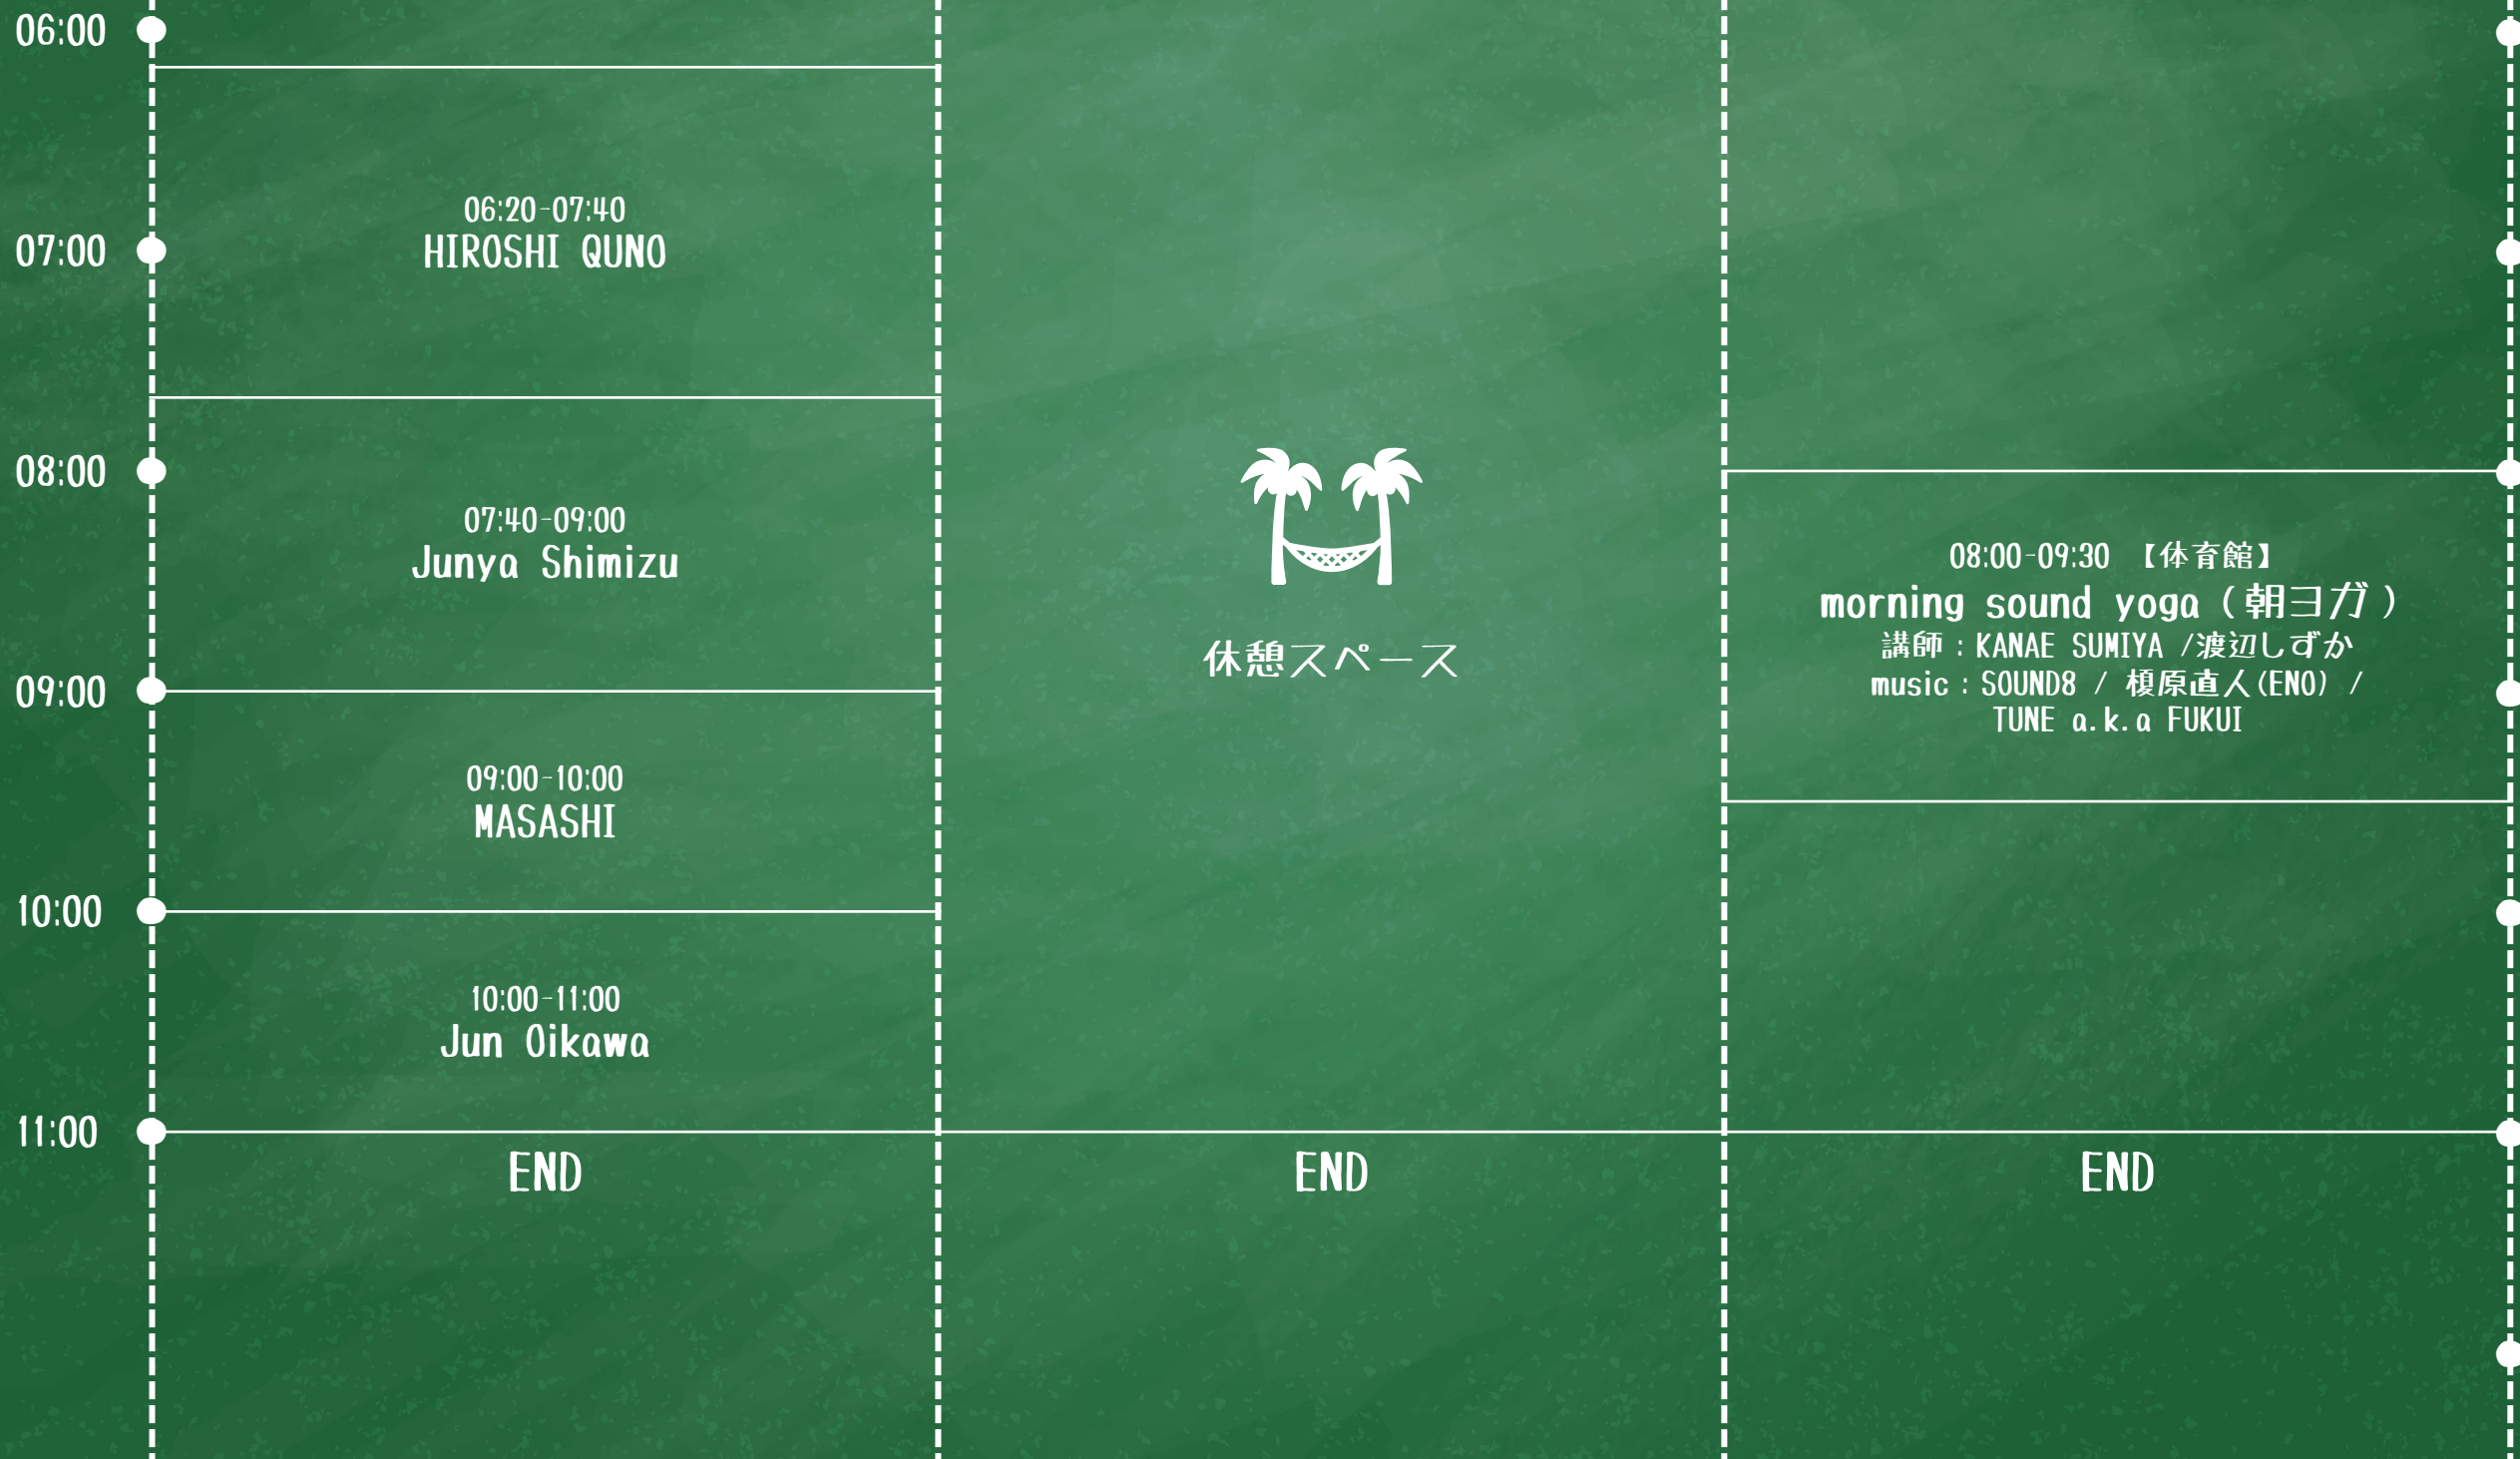 06:00
07:00
08:00
09:00
10:00
11:00
06:20-07:40
HIROSHI QUNO
07:40-09:00
Junya Shimizu
09:00-10:00
MASASHI
10:00-11:00
Jun Oikawa
END
休憩スペース
END
08:00-09:30 【体育館】
morning sound yoga（朝ヨガ）
講師：KANAE SUMIYA /渡辺しずか
music：SOUND8 / 榎原直人(ENO) /
TUNE a.k.a FUKUI
END